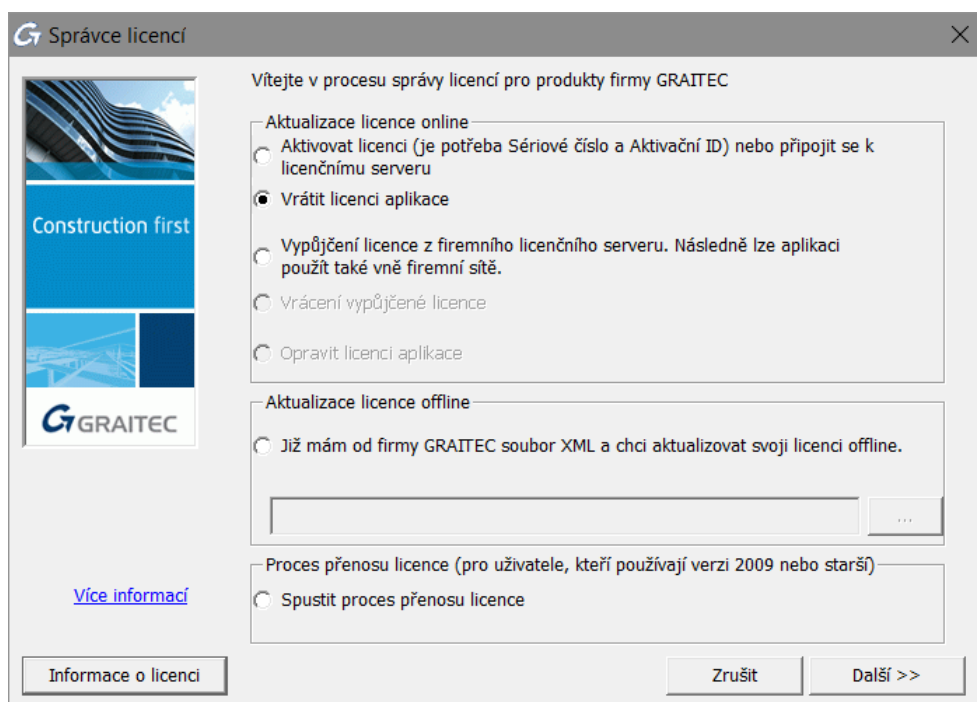 Správce licencí
Vítejte v procesu správy licencí pro produkty firmy GRAITEC
Construction first
GRAITEC
Aktualizace licence online
Aktivovat licenci (je potřeba Sériové číslo a Aktivační ID) nebo připojit se k
licenčnímu serveru
Vrátit licenci aplikace
Vypůjčení licence z firemního licenčního serveru. Následně lze aplikaci
použít také vně firemní sítě.
Vrácení vypůjčené licence
Opravit licenci aplikace
Aktualizace licence offline
Již mám od firmy GRAITEC soubor XML a chci aktualizovat svoji licenci offline.
...
Proces přenosu licence (pro uživatele, kteří používají verzi 2009 nebo starší)
Spustit proces přenosu licence
Více informací
Informace o licenci
Zrušit
Další >>